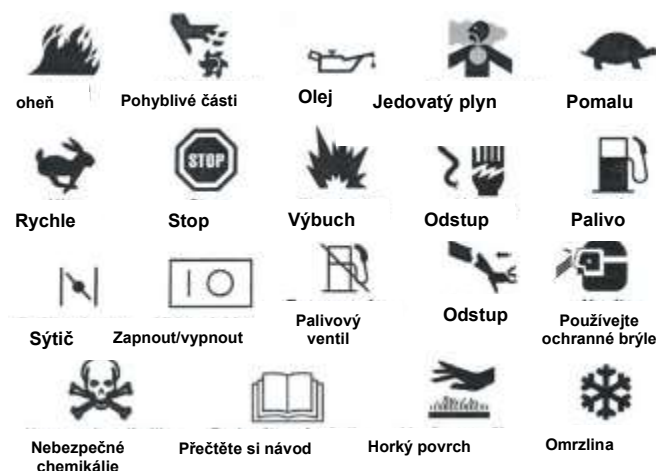 oheň
Pohyblivé části
Olej
Jedovatý plyn
Pomalu
STOP
Rychle
Stop
Výbuch
Odstup
Palivo
Sýtič
Zapnout/vypnout
Palivový
ventil
Odstup
Používejte
ochranné brýle
Nebezpečné
chemikálie
Přečtěte si návod
Horký povrch
Omrzlina